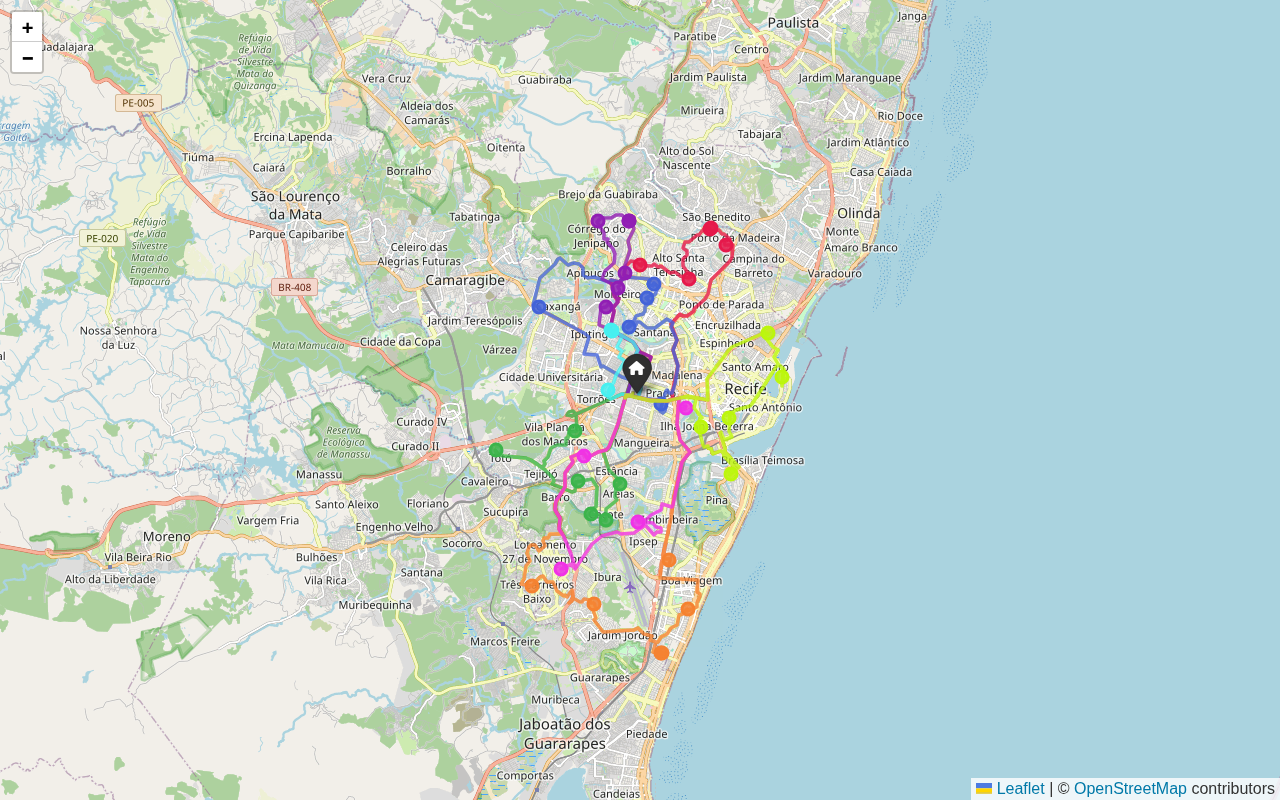 +
−
Paulista
Janga
Paratibe
Centro
Refúgio
de Vida
Silvestre
Mata do
Quizanga
Vera Cruz
Guabiraba
Jardim Paulista
Jardim Maranguape
PE-005
Aldeia dos
Camarás
Mirueira
Rio Doce
Goitá
Ercina Lapenda
Oitenta
Tabajara
Jardim Atlântico
Tiúma
Caiará
Borralho
Alto do Sol
Nascente
Casa Caiada
São Lourenço
da Mata
Brejo da Guabiraba
Tabatinga
São Benedito
Olinda
Refúgio
de Vida
Silvestre
Mata do
Engenho
Tapacurá
PE-020
Parque Capibaribe
Córrego do
Jenipapo
Porto da Madeira
Monte
Amaro Branco
Celeiro das
Alegrias Futuras
Alto Santa
Teresinha
Campina do
Barreto
Varadouro
Camaragibe
Apipucos
BR-408
Monteiro
Ponto de Parada
Jardim Teresópolis
Nossa Senhora
da Luz
Mata Mamucaia
Cidade da Copa
Iputinga
Santana
Encruzilhada
Espinheiro
Várzea
Santo Amaro
Cidade Universitária
Madalena
Recife
Torrões
Prado
Santo Antônio
Curado IV
Vila Planalto
dos Macacos
Ilha Joana Bezerra
Reserva
Ecológica
de Manassu
Curado II
Mangueira
Totó
Brasília Teimosa
Manassu
Tejipió
Estância
Cavaleiro
Barro
Areias
Pina
Santo Aleixo
Floriano
Sucupira
Vargem Fria
Engenho Velho
Imbiribeira
Moreno
Socorro
Loteamento
27 de Novembro
Ipsep
Vila Beira Rio
Bulhões
Alto da Liberdade
Vila Rica
Santana
Três Carneiros
Baixo
Ibura
Boa Viagem
Muribequinha
Marcos Freire
Jardim Jordão
Guararapes
Muribeca
Jaboatão dos
Guararapes
Piedade
Comportas
Candeias
Leaflet | © OpenStreetMap contributors